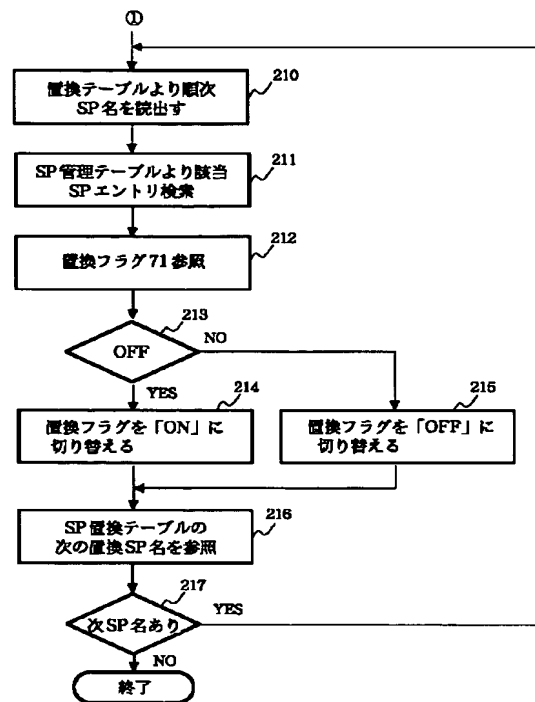 ①
置換テーブルより順次
SP名を読出す
210
SP管理テーブルより該当
SPエントリ検索
211
置換フラグ71参照
212
213
OFF
NO
YES
214
置換フラグを「ON」に
切り替える
215
置換フラグを「OFF」に
切り替える
SP置換テーブルの
次の置換SP名を参照
216
217
次SP名あり
YES
NO
終了